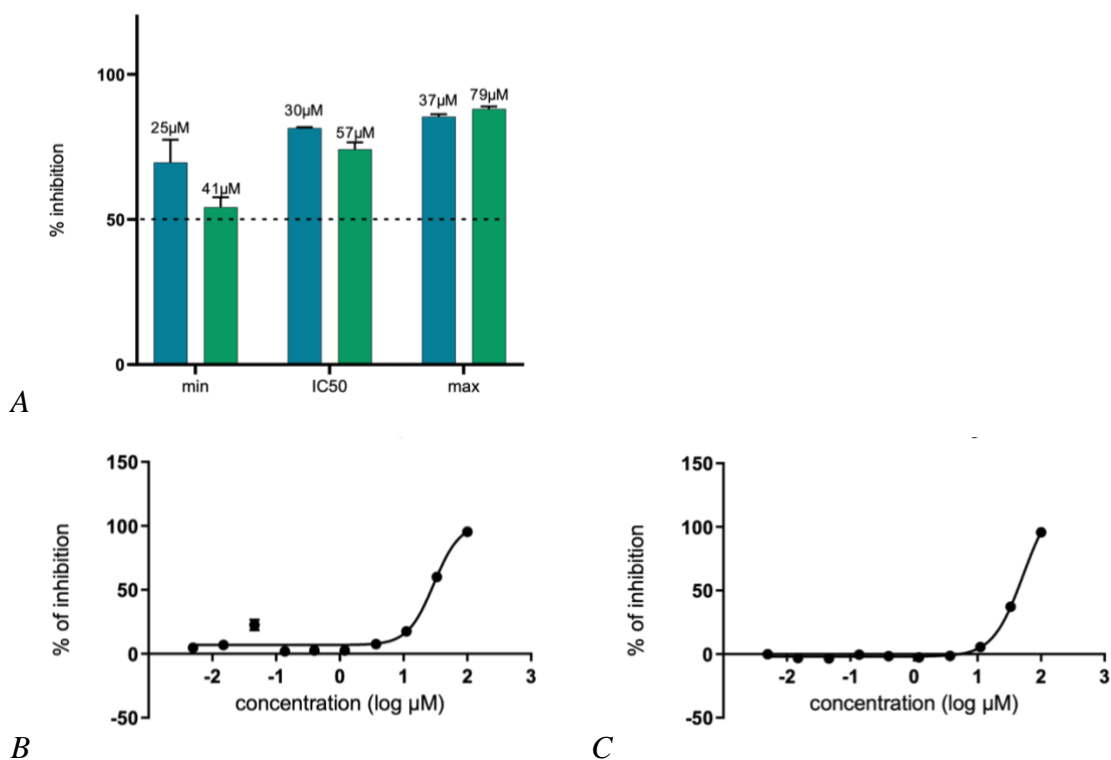 100
50
0
% inhibition
25µM
41µM
30µM
57µM
37µM
79µM
min
IC50
max
A
150
100
50
0
-50
% of inhibition
-2
-1
0
1
2
3
concentration (log µM)
B
150
100
50
0
-50
% of inhibition
-2
-1
0
1
2
3
concentration (log µM)
C